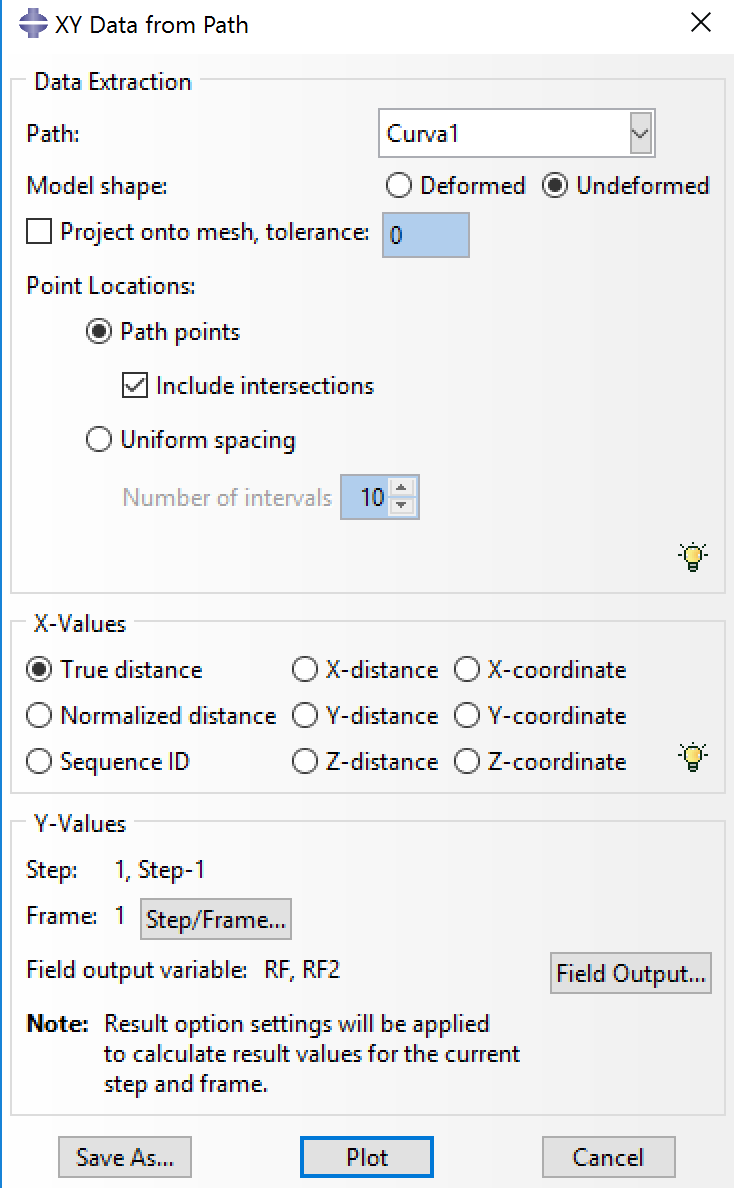 XY Data from Path
Data Extraction
Path: Curva1
Model shape: Deformed Undeformed
Project onto mesh, tolerance: 0
Point Locations:
Path points
Include intersections
Uniform spacing
Number of intervals 10
X-Values
True distance X-distance X-coordinate
Normalized distance Y-distance Y-coordinate
Sequence ID Z-distance Z-coordinate
Y-Values
Step: 1, Step-1
Frame: 1 Step/Frame...
Field output variable: RF, RF2 Field Output...
Note: Result option settings will be applied
to calculate result values for the current
step and frame.
Save As... Plot Cancel